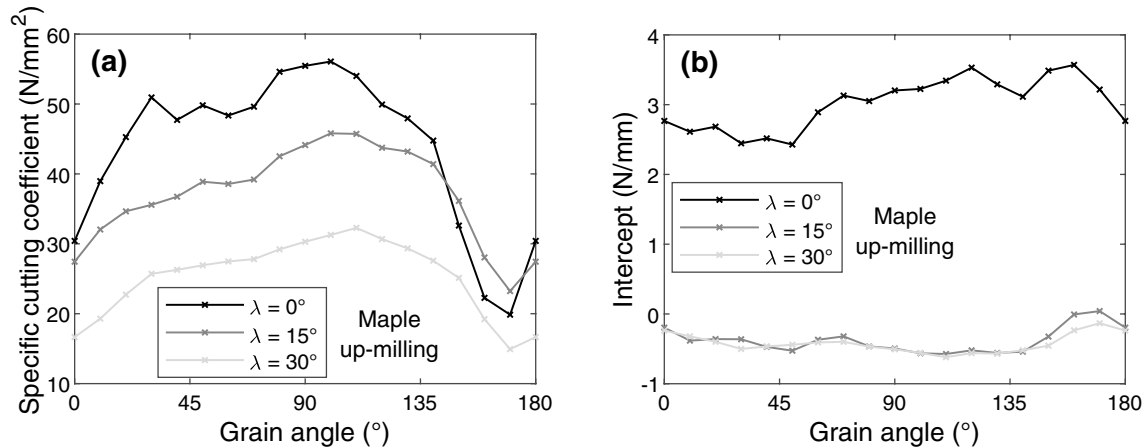 (a)
Specific cutting coefficient (N/mm²)
60
50
40
30
20
10
λ = 0°
λ = 15°
λ = 30°
Maple
up-milling
0
45
90
135
180
Grain angle (°)
(b)
Intercept (N/mm)
4
3
2
1
0
-1
λ = 0°
λ = 15°
λ = 30°
Maple
up-milling
0
45
90
135
180
Grain angle (°)